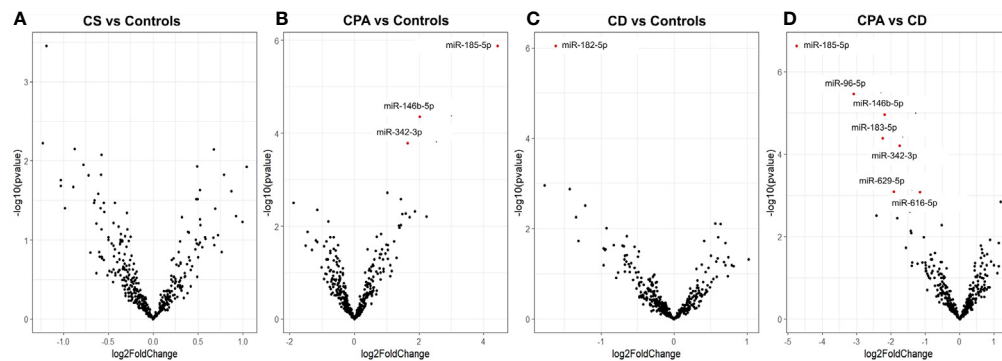 A
CS vs Controls
-log10(pvalue)
3
2
1
0
-1.0
-0.5
0.0
0.5
1.0
log2FoldChange
B
CPA vs Controls
-log10(pvalue)
6
4
2
0
miR-185-5p
miR-146b-5p
miR-342-3p
-2
0
2
4
log2FoldChange
C
CD vs Controls
-log10(pvalue)
6
4
2
0
miR-182-5p
-1
0
1
log2FoldChange
D
CPA vs CD
-log10(pvalue)
6
4
2
0
miR-185-5p
miR-96-5p
miR-146b-5p
miR-183-5p
miR-342-3p
miR-629-5p
miR-616-5p
-5
-4
-3
-2
-1
0
1
log2FoldChange